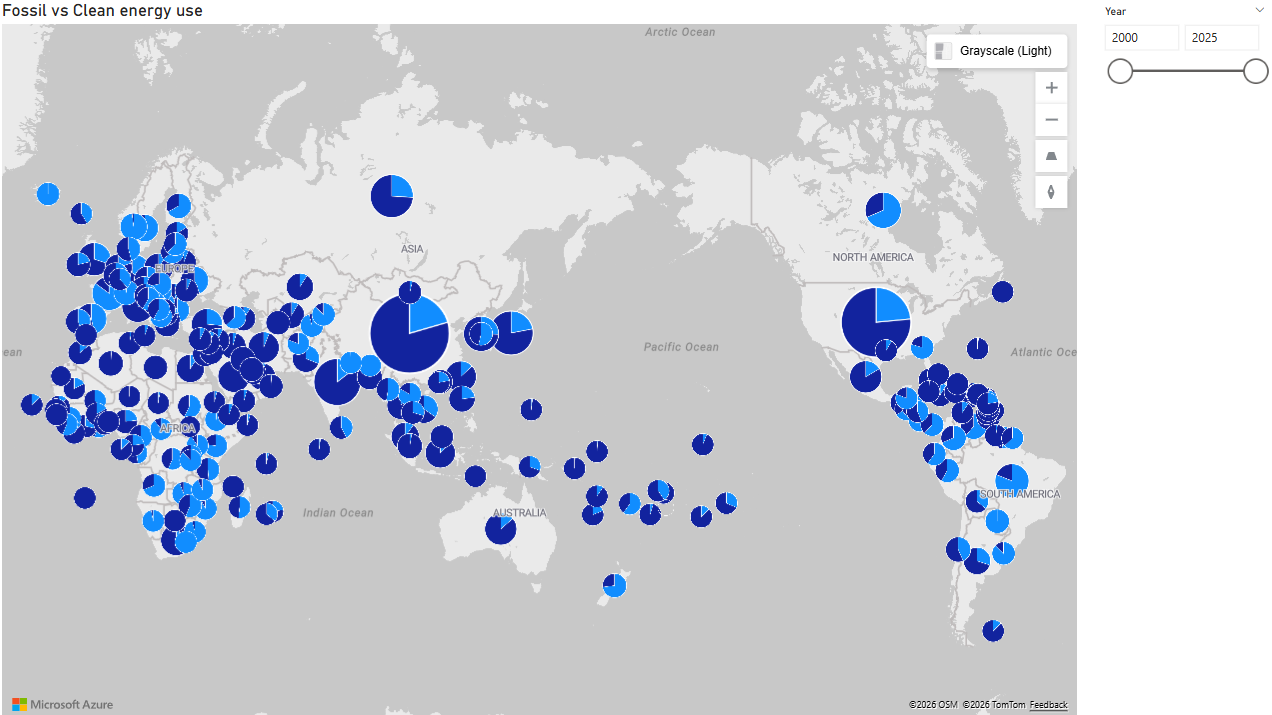 Fossil vs Clean energy use
Year
2000
2025
Arctic Ocean
Grayscale (Light)
ASIA
NORTH AMERICA
EUROPE
Pacific Ocean
ean
Atlantic Oce
AFRICA
SOUTH AMERICA
Indian Ocean
AUSTRALIA
Microsoft Azure
©2026 OSM ©2026 TomTom Feedback